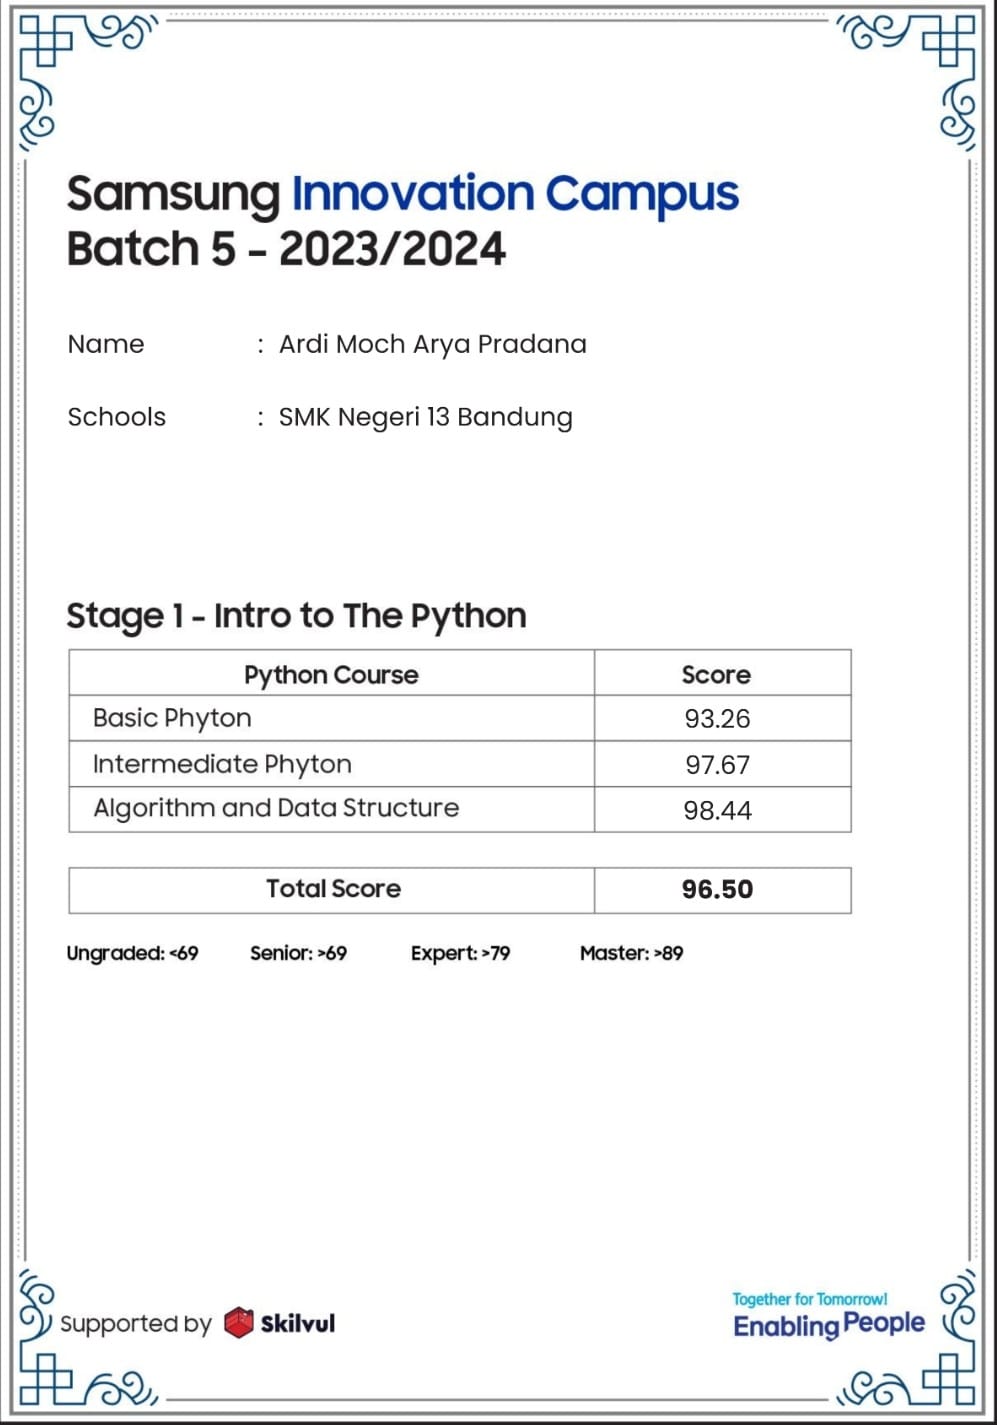 Samsung Innovation Campus
Batch 5 - 2023/2024
Name : Ardi Moch Arya Pradana
Schools : SMK Negeri 13 Bandung
Stage 1 - Intro to The Python
Python Course Score
Basic Phyton 93.26
Intermediate Phyton 97.67
Algorithm and Data Structure 98.44
Total Score 96.50
Ungraded: <69 Senior: >69 Expert: >79 Master: >89
Together for Tomorrow!
Supported by Skilvul Enabling People